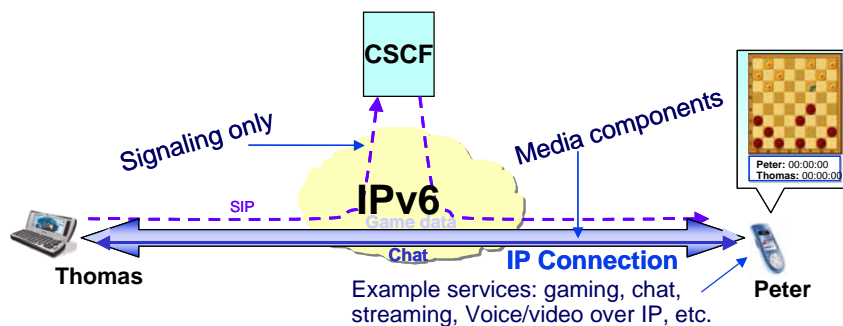 CSCF
Signaling only
Media components
Peter: 00:00:00
Thomas: 00:00:00
IPv6
SIP
Game data
Chat
IP Connection
Thomas
Peter
Example services: gaming, chat,
streaming, Voice/video over IP, etc.